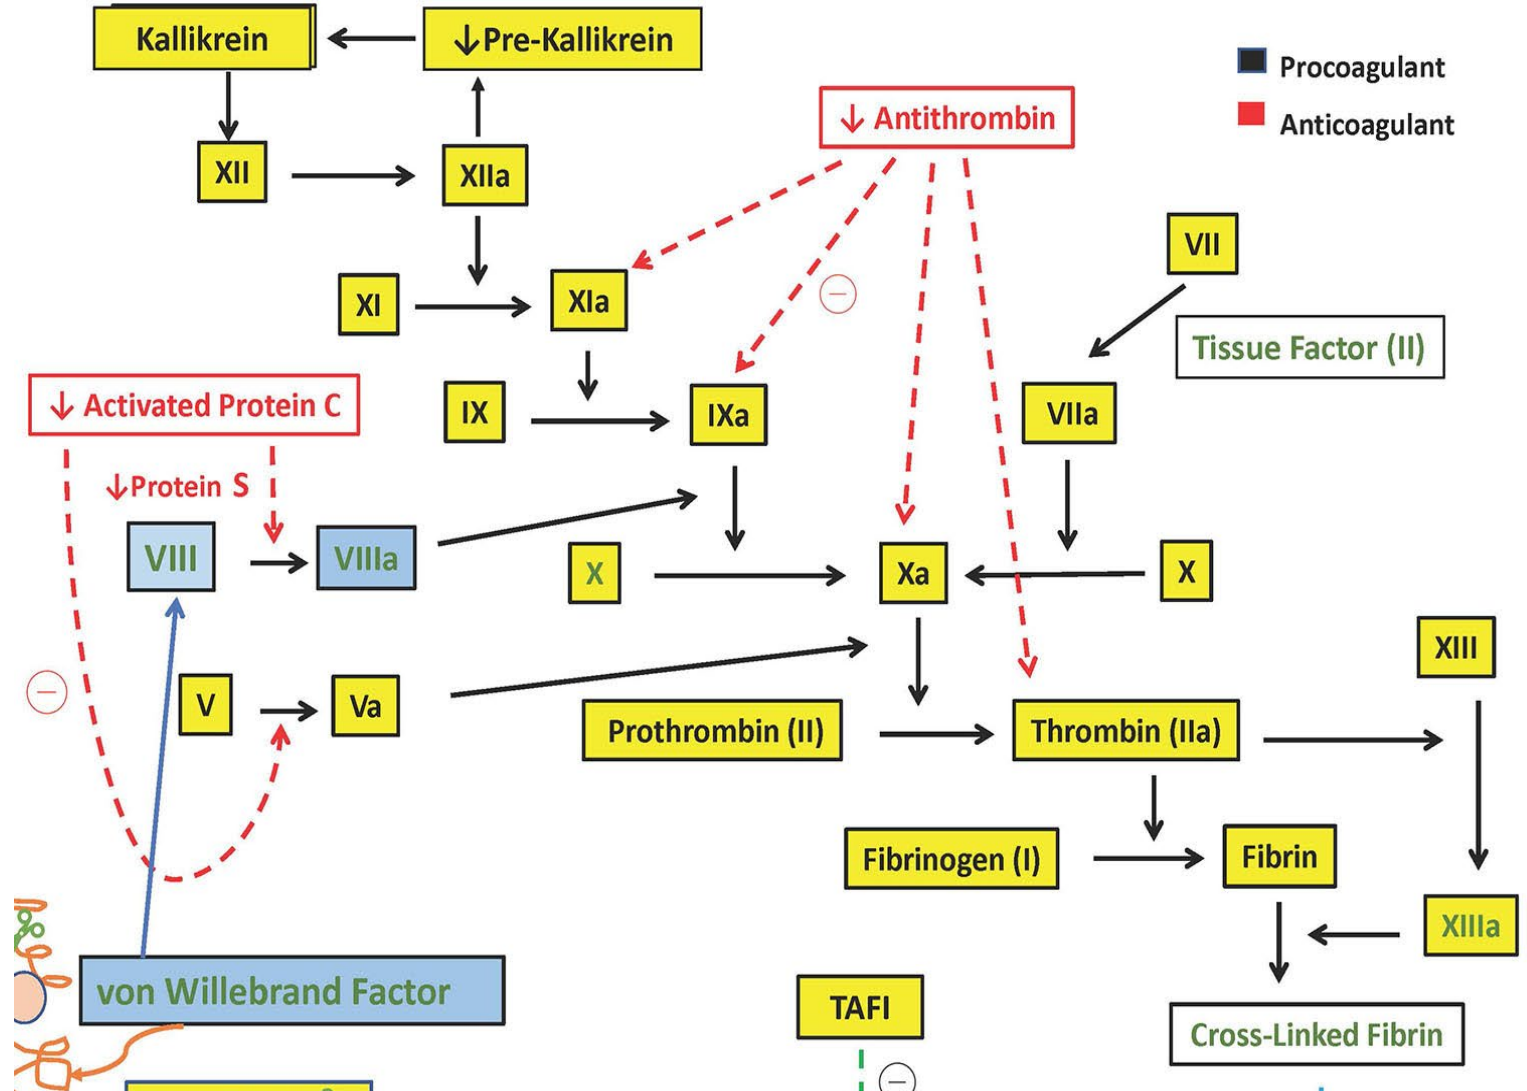 Kallikrein
↓Pre-Kallikrein
Procoagulant
↓ Antithrombin
Anticoagulant
XII
XIIa
VII
XI
XIa
−
Tissue Factor (II)
↓ Activated Protein C
IX
IXa
VIIa
↓Protein S
VIII
VIIIa
X
Xa
X
XIII
−
V
Va
Prothrombin (II)
Thrombin (IIa)
Fibrinogen (I)
Fibrin
XIIIa
von Willebrand Factor
TAFI
Cross-Linked Fibrin
−